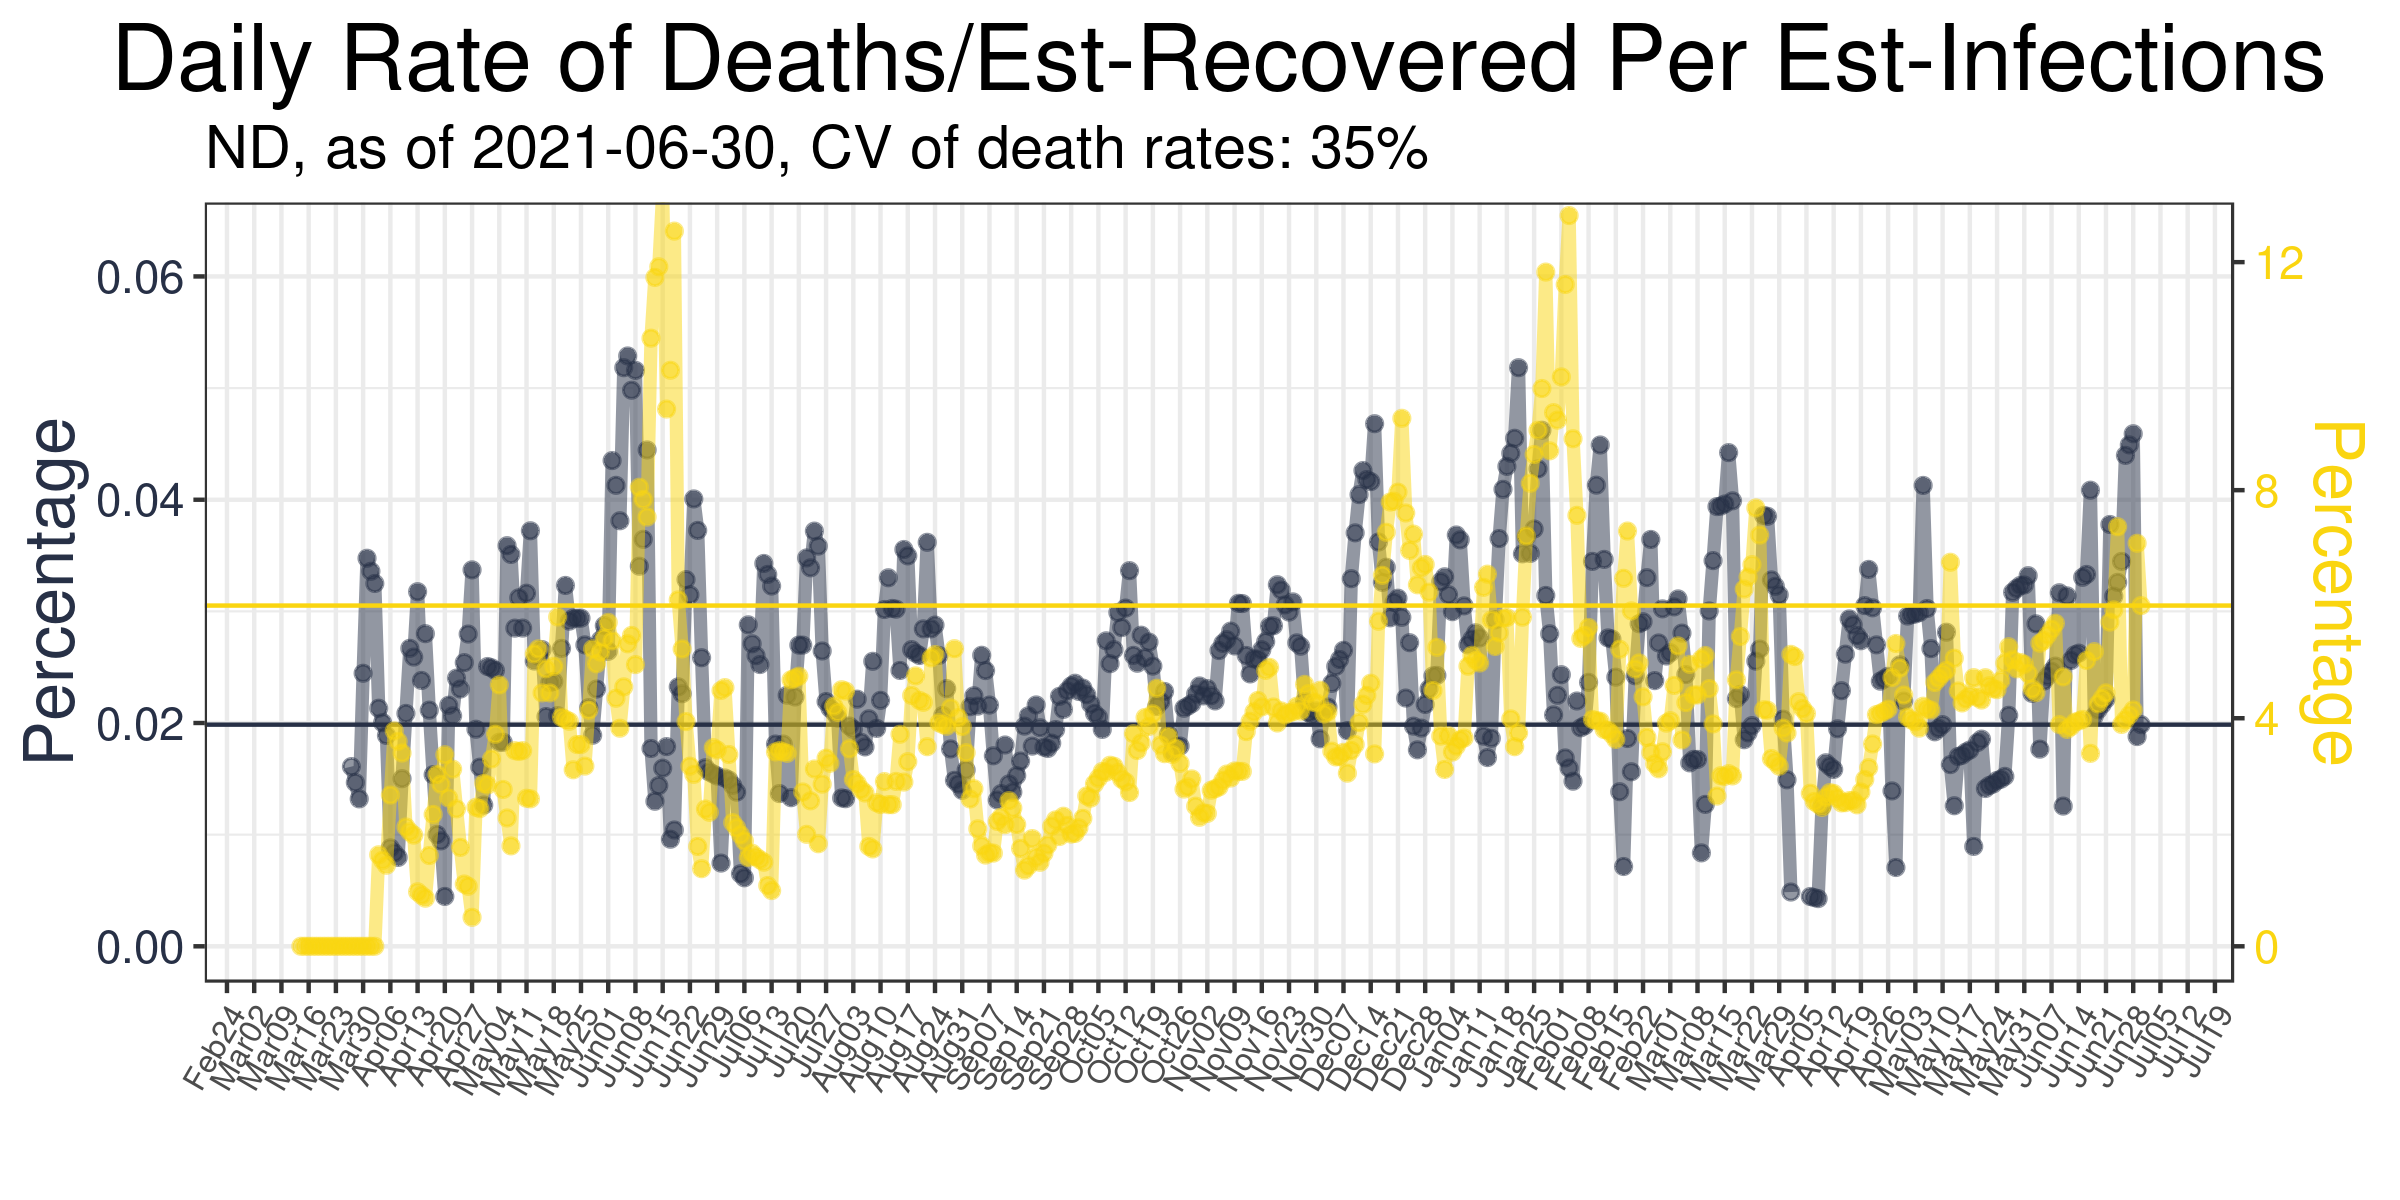 Daily Rate of Deaths/Est-Recovered Per Est-Infections
ND, as of 2021-06-30, CV of death rates: 35%
Percentage
0.06
0.04
0.02
0.00
12
8
4
0
Percentage
Feb24
Mar02
Mar09
Mar16
Mar23
Mar30
Apr06
Apr13
Apr20
Apr27
May04
May11
May18
May25
Jun01
Jun08
Jun15
Jun22
Jun29
Jul06
Jul13
Jul20
Jul27
Aug03
Aug10
Aug17
Aug24
Aug31
Sep07
Sep14
Sep21
Sep28
Oct05
Oct12
Oct19
Oct26
Nov02
Nov09
Nov16
Nov23
Nov30
Dec07
Dec14
Dec21
Dec28
Jan04
Jan11
Jan18
Jan25
Feb01
Feb08
Feb15
Feb22
Mar01
Mar08
Mar15
Mar22
Mar29
Apr05
Apr12
Apr19
Apr26
May03
May10
May17
May24
May31
Jun07
Jun14
Jun21
Jun28
Jul05
Jul12
Jul19